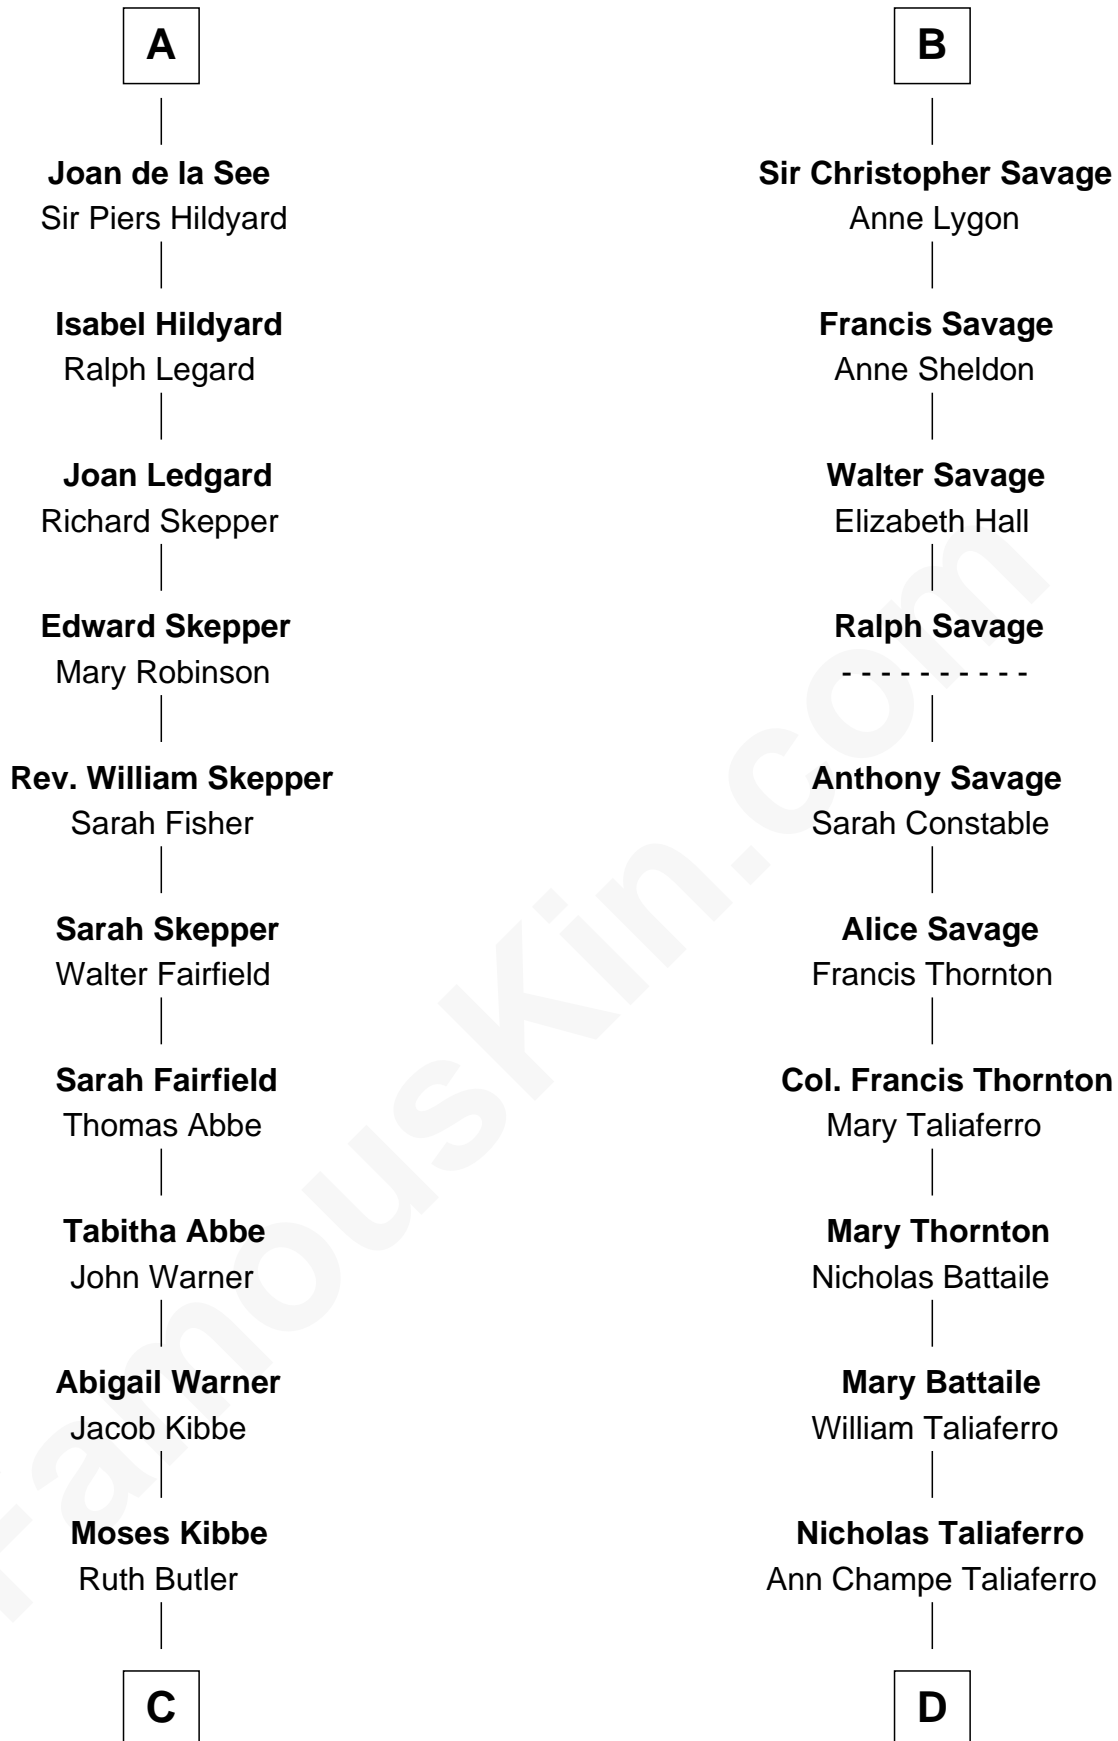 A
Joan de la See
Sir Piers Hildyard
Isabel Hildyard
Ralph Legard
Joan Ledgard
Richard Skepper
Edward Skepper
Mary Robinson
Rev. William Skepper
Sarah Fisher
Sarah Skepper
Walter Fairfield
Sarah Fairfield
Thomas Abbe
Tabitha Abbe
John Warner
Abigail Warner
Jacob Kibbe
Moses Kibbe
Ruth Butler
C
B
Sir Christopher Savage
Anne Lygon
Francis Savage
Anne Sheldon
Walter Savage
Elizabeth Hall
Ralph Savage
- - - - - - - - - -
Anthony Savage
Sarah Constable
Alice Savage
Francis Thornton
Col. Francis Thornton
Mary Taliaferro
Mary Thornton
Nicholas Battaile
Mary Battaile
William Taliaferro
Nicholas Taliaferro
Ann Champe Taliaferro
D
FamousKin.com